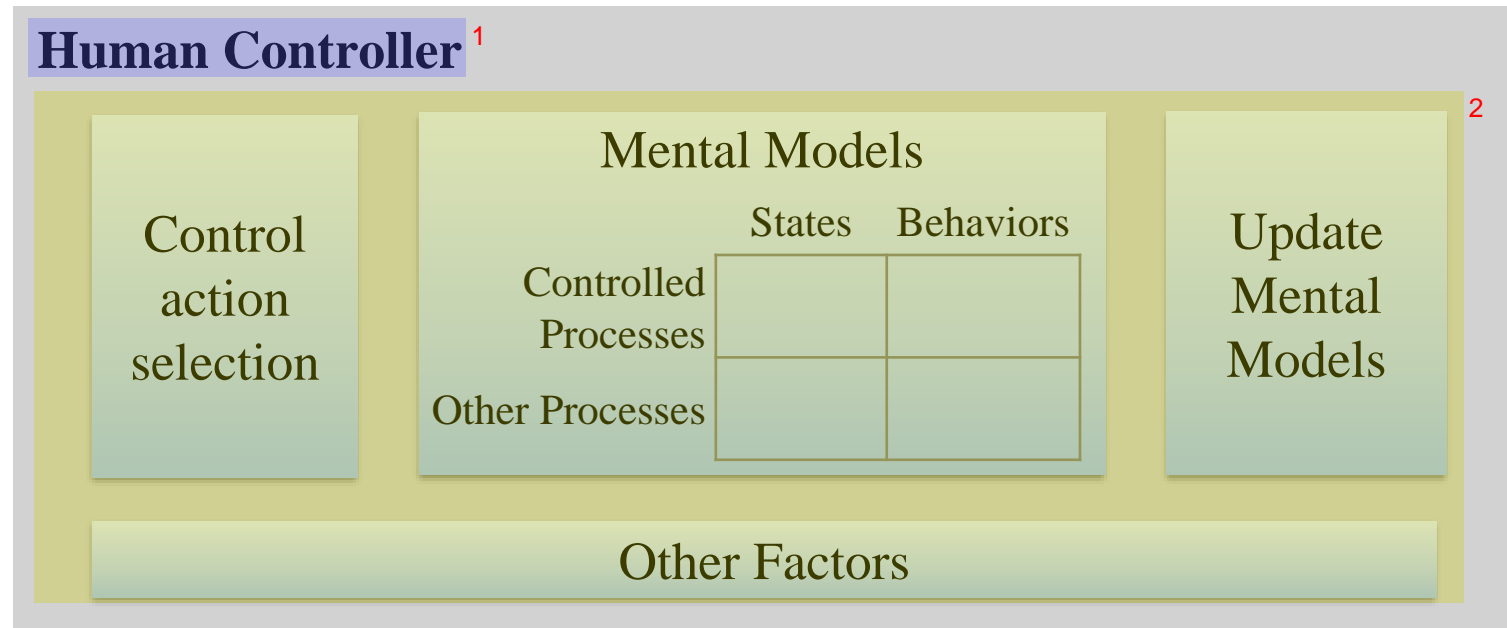 Human Controller
1
2
Control
action
selection
Mental Models
States Behaviors
Controlled
Processes
Other Processes
Update
Mental
Models
Other Factors